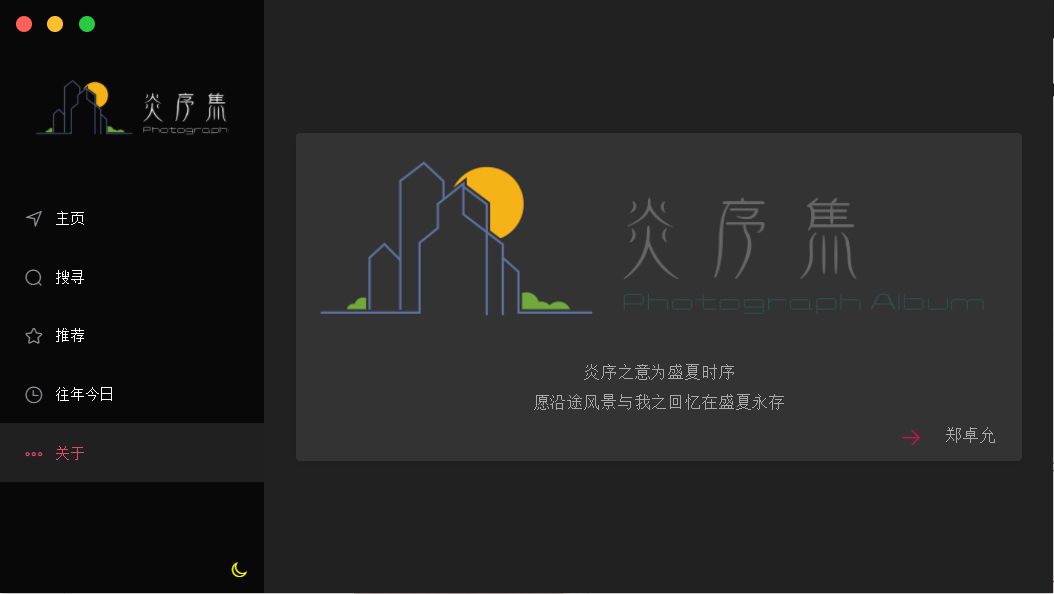 炎序集
Photograph
主页
搜寻
推荐
往年今日
关于
炎序集
Photograph Album
炎序之意为盛夏时序
愿沿途风景与我之回忆在盛夏永存
郑卓允